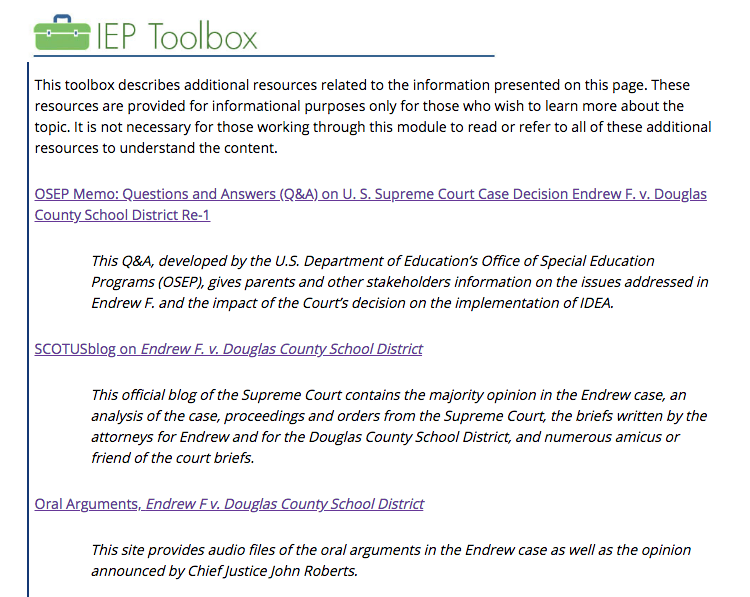 IEP Toolbox
This toolbox describes additional resources related to the information presented on this page. These
resources are provided for informational purposes only for those who wish to learn more about the
topic. It is not necessary for those working through this module to read or refer to all of these additional
resources to understand the content.
OSEP Memo: Questions and Answers (Q&A) on U. S. Supreme Court Case Decision Endrew F. v. Douglas
County School District Re-1
This Q&A, developed by the U.S. Department of Education's Office of Special Education
Programs (OSEP), gives parents and other stakeholders information on the issues addressed in
Endrew F. and the impact of the Court's decision on the implementation of IDEA.
SCOTUSblog on Endrew F. v. Douglas County School District
This official blog of the Supreme Court contains the majority opinion in the Endrew case, an
analysis of the case, proceedings and orders from the Supreme Court, the briefs written by the
attorneys for Endrew and for the Douglas County School District, and numerous amicus or
friend of the court briefs.
Oral Arguments, Endrew F v. Douglas County School District
This site provides audio files of the oral arguments in the Endrew case as well as the opinion
announced by Chief Justice John Roberts.